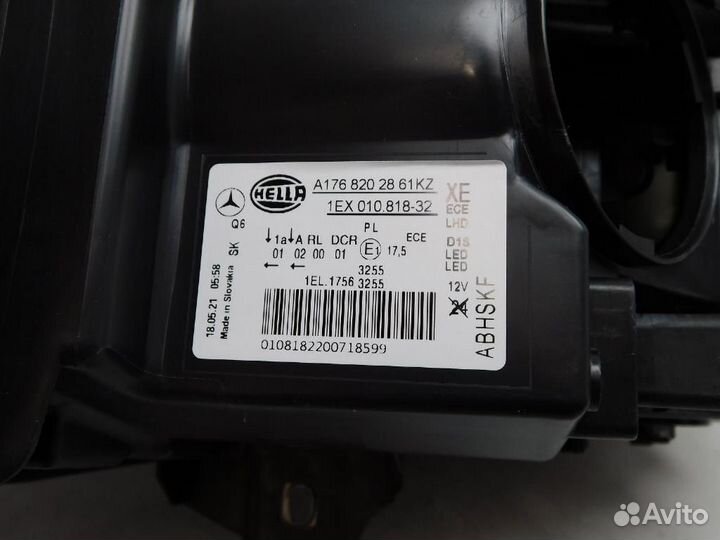 HELLA
A176 820 28 61KZ
1EX 010.818-32
XE
ECE
LHD
D1S
LED
LED
12V
Q6
SK
18.05.21 05:58
Made in Slovakia
PL
↓1a↓A RL DCR E1 ECE
01 02 00 01 17,5
← ← 3255
1EL.1756 3255
0108182200718599
ABHSKF
Avito